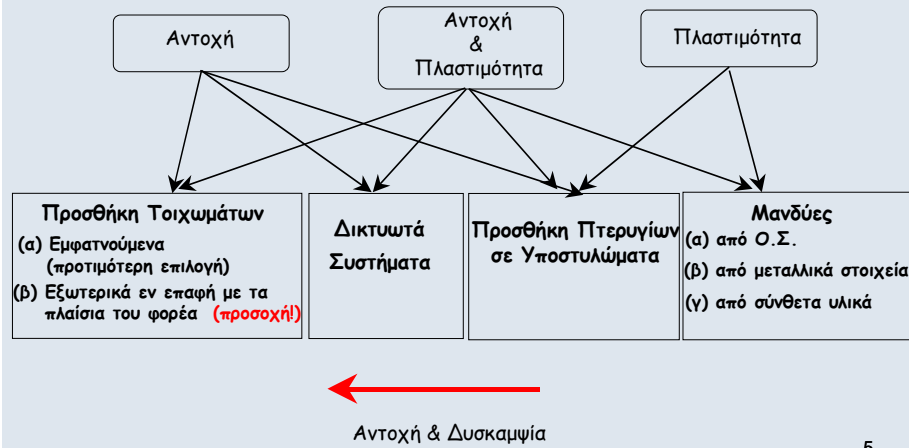 Αντοχή
Αντοχή
&
Πλαστιμότητα
Πλαστιμότητα
Προσθήκη Τοιχωμάτων
(α) Εμφατνούμενα
(προτιμότερη επιλογή)
(β) Εξωτερικά εν επαφή με τα
πλαίσια του φορέα (προσοχή!)
Δικτυωτά
Συστήματα
Προσθήκη Πτερυγίων
σε Υποστυλώματα
Μανδύες
(α) από Ο.Σ.
(β) από μεταλλικά στοιχεία
(γ) από σύνθετα υλικά
Αντοχή & Δυσκαμψία
5